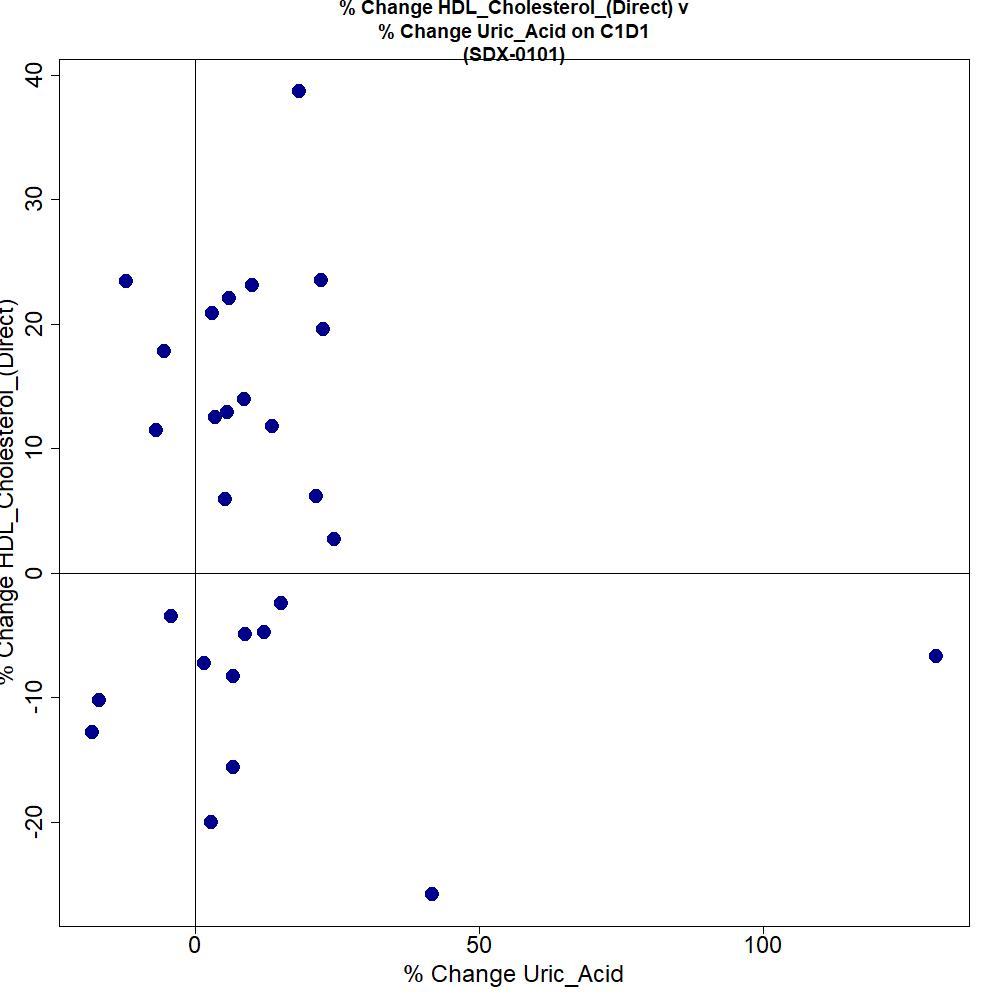 % Change HDL_Cholesterol_(Direct) v
% Change Uric_Acid on C1D1
(SDX-0101)
% Change HDL_Cholesterol_(Direct)
40
30
20
10
0
-10
-20
0
50
100
% Change Uric_Acid